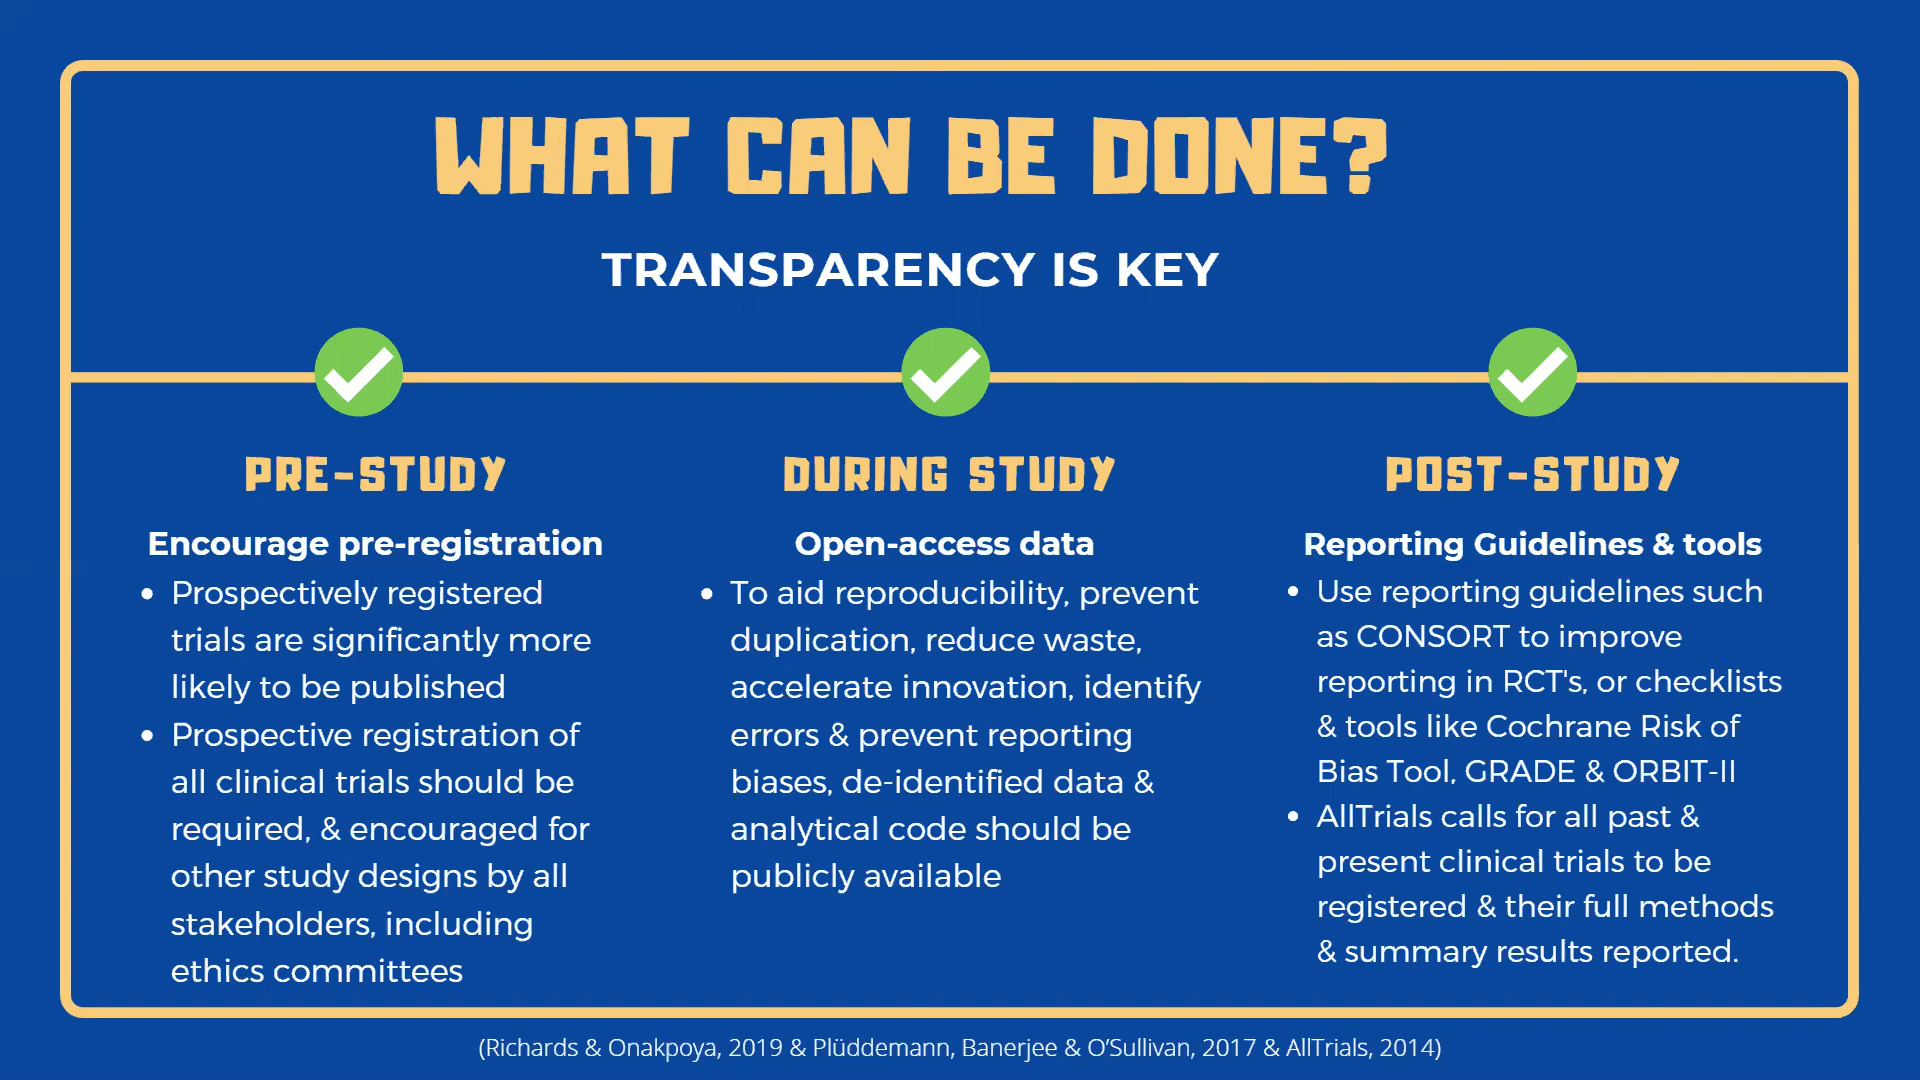 WHAT CAN BE DONE?
TRANSPARENCY IS KEY
PRE-STUDY
Encourage pre-registration
• Prospectively registered
trials are significantly more
likely to be published
• Prospective registration of
all clinical trials should be
required, & encouraged for
other study designs by all
stakeholders, including
ethics committees
DURING STUDY
Open-access data
• To aid reproducibility, prevent
duplication, reduce waste,
accelerate innovation, identify
errors & prevent reporting
biases, de-identified data &
analytical code should be
publicly available
POST-STUDY
Reporting Guidelines & tools
• Use reporting guidelines such
as CONSORT to improve
reporting in RCT's, or checklists
& tools like Cochrane Risk of
Bias Tool, GRADE & ORBIT-II
• AllTrials calls for all past &
present clinical trials to be
registered & their full methods
& summary results reported.
(Richards & Onakpoya, 2019 & Plüddemann, Banerjee & O’Sullivan, 2017 & AllTrials, 2014)